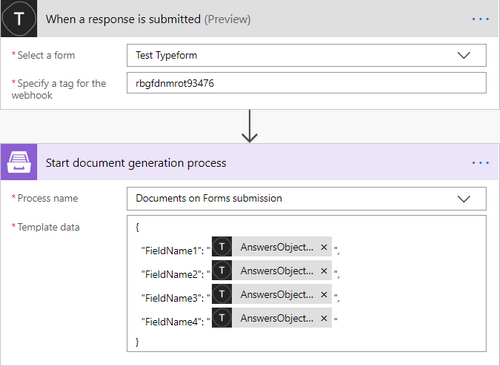 T When a response is submitted (Preview) ...
* Select a form Test Typeform
* Specify a tag for the webhook rbgfdnmrot93476
Start document generation process ...
* Process name Documents on Forms submission
* Template data {
"FieldName1": " T AnswersObject... × ",
"FieldName2": " T AnswersObject... × ",
"FieldName3": " T AnswersObject... × ",
"FieldName4": " T AnswersObject... × "
}